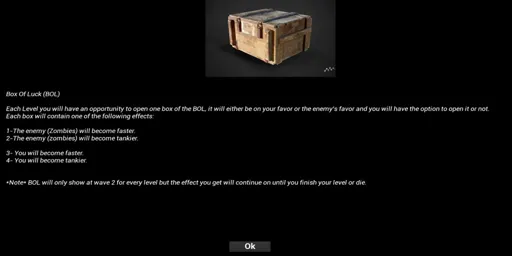 Box Of Luck (BOL)
Each Level you will have an opportunity to open one box of the BOL, it will either be on your favor or the enemy's favor and you will have the option to open it or not.
Each box will contain one of the following effects:
1-The enemy (Zombies) will become faster.
2-The enemy (zombies) will become tankier.
3- You will become faster.
4- You will become tankier.
*Note* BOL will only show at wave 2 for every level but the effect you get will continue on until you finish your level or die.
Ok